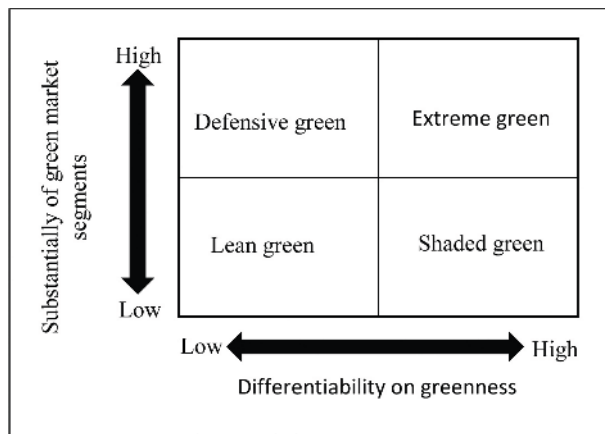 Substantially of green market
segments
High
Low
Defensive green
Extreme green
Lean green
Shaded green
Low
High
Differentiability on greenness